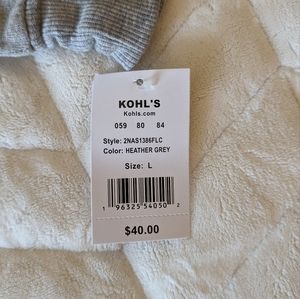 KOHL'S
Kohls.com
059 80 84
Style: 2NAS1386FLC
Color: HEATHER GREY
Size: L
1 96325 54050 2
$40.00